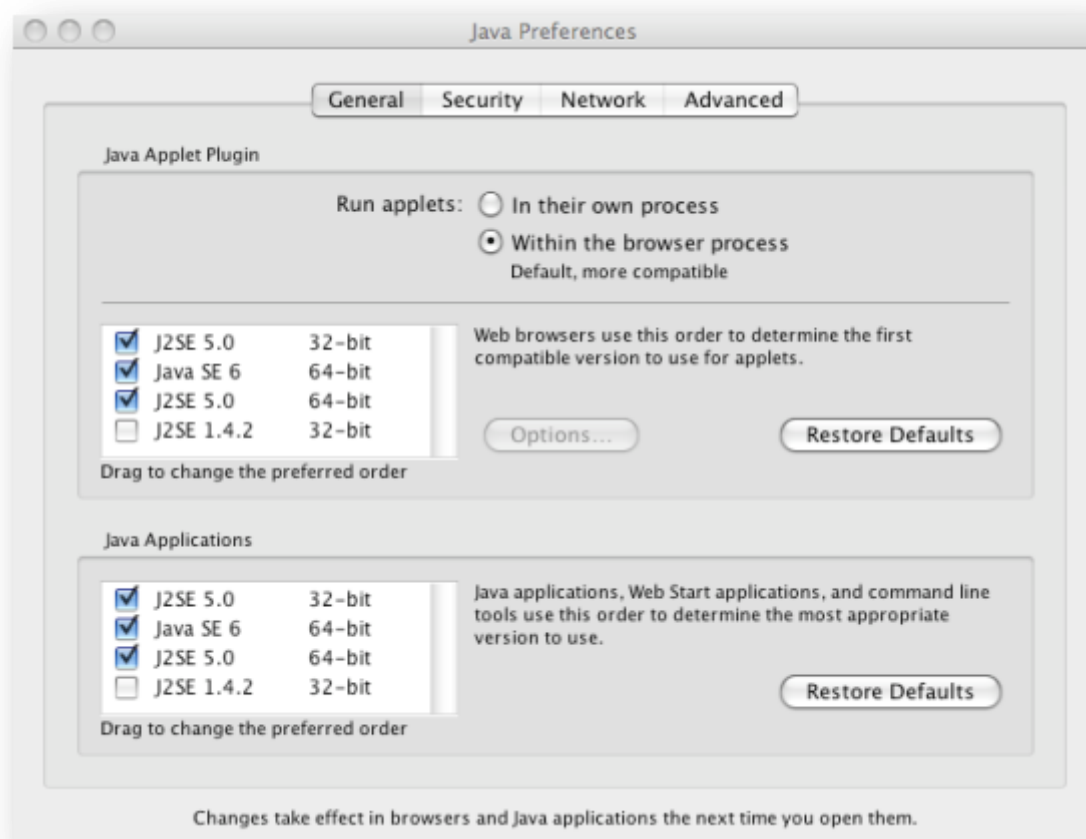 Java Preferences
General Security Network Advanced
Java Applet Plugin
Run applets: In their own process
Within the browser process
Default, more compatible
J2SE 5.0 32-bit
Java SE 6 64-bit
J2SE 5.0 64-bit
J2SE 1.4.2 32-bit
Drag to change the preferred order
Web browsers use this order to determine the first
compatible version to use for applets.
Options... Restore Defaults
Java Applications
J2SE 5.0 32-bit
Java SE 6 64-bit
J2SE 5.0 64-bit
J2SE 1.4.2 32-bit
Drag to change the preferred order
Java applications, Web Start applications, and command line
tools use this order to determine the most appropriate
version to use.
Restore Defaults
Changes take effect in browsers and Java applications the next time you open them.